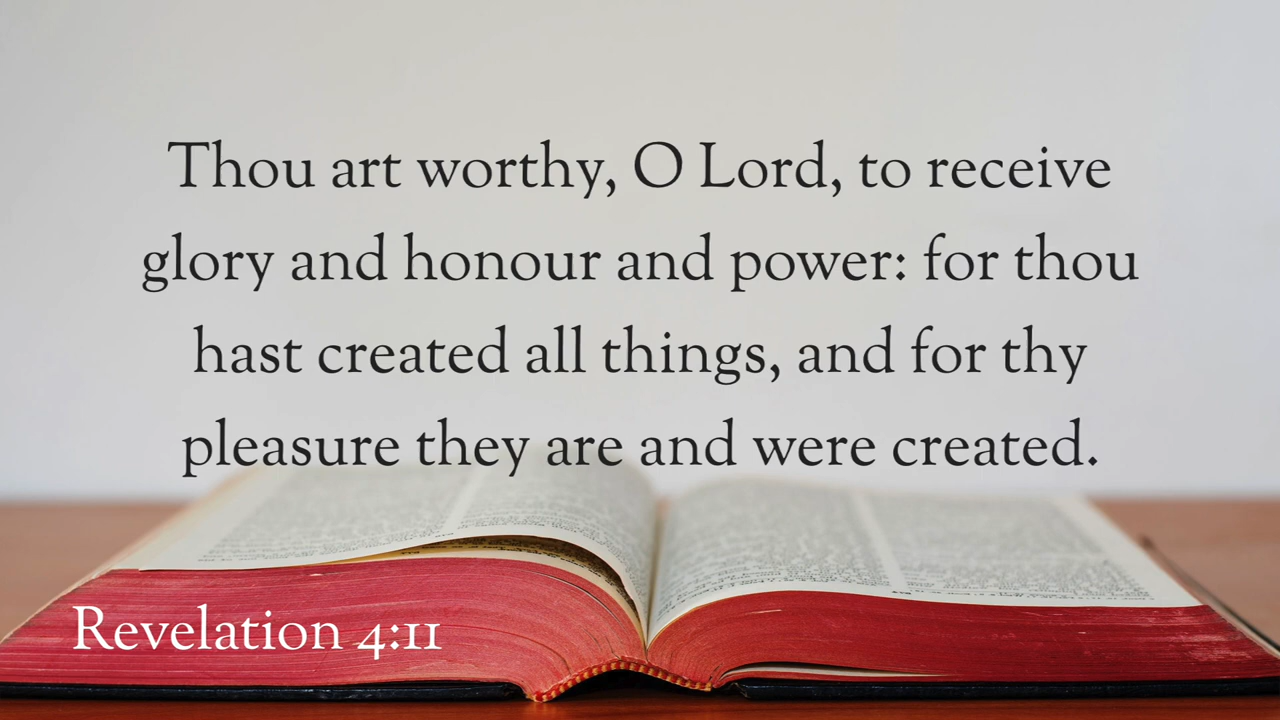 Thou art worthy, O Lord, to receive
glory and honour and power: for thou
hast created all things, and for thy
pleasure they are and were created.
Revelation 4:11